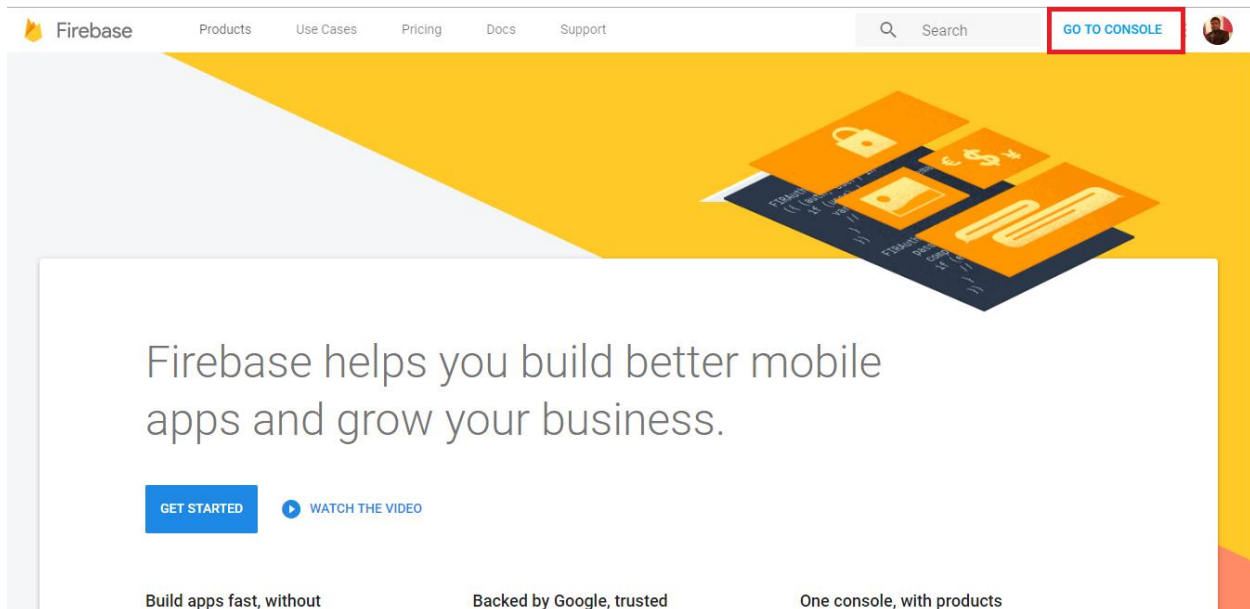 Firebase
Products
Use Cases
Pricing
Docs
Support
Search
GO TO CONSOLE
Firebase helps you build better mobile
apps and grow your business.
GET STARTED
WATCH THE VIDEO
Build apps fast, without
Backed by Google, trusted
One console, with products